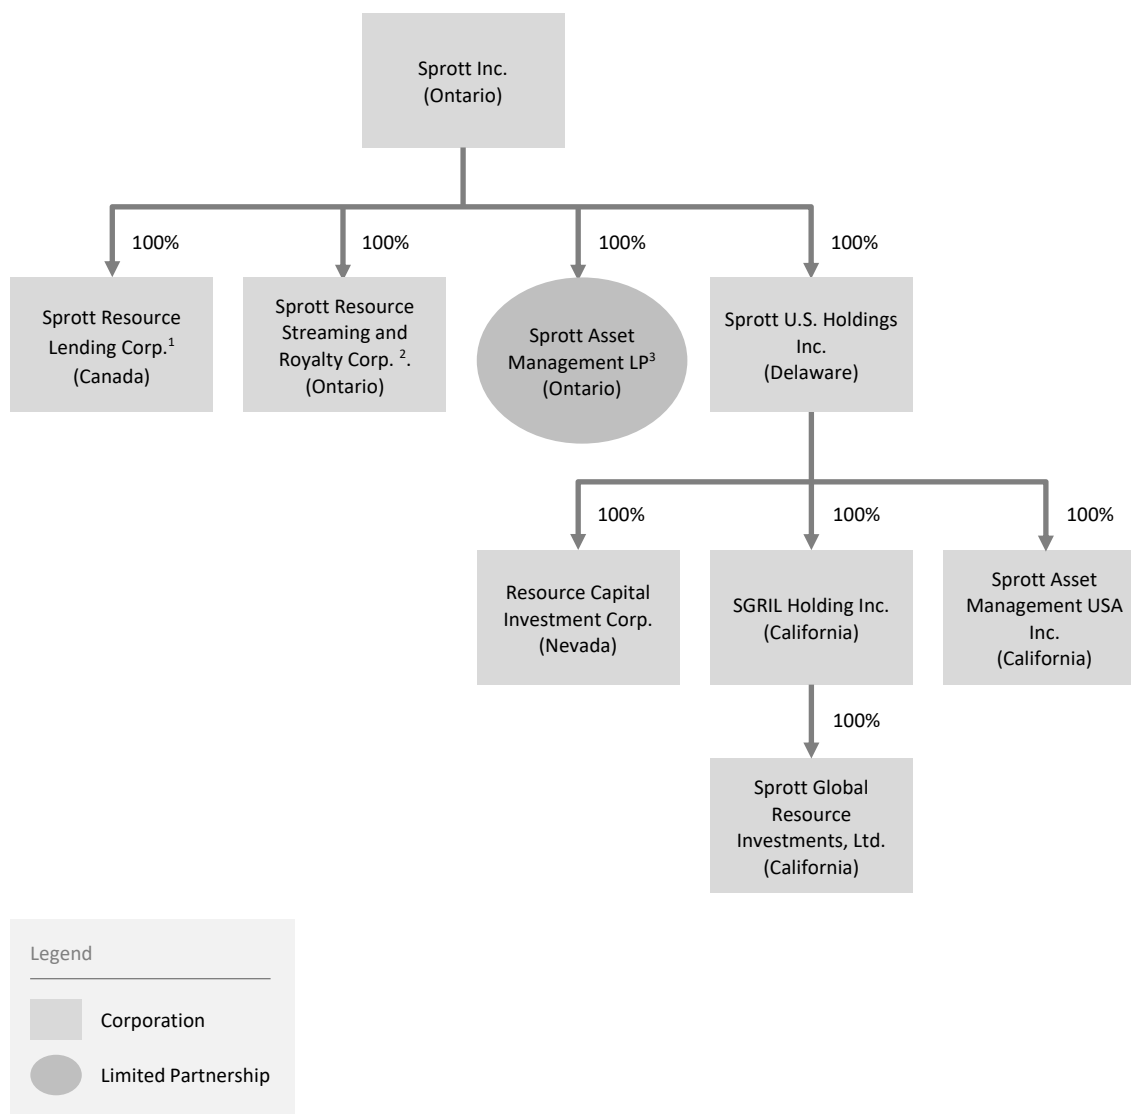 Sprott Inc.
(Ontario)
100%
100%
100%
100%
Sprott Resource
Lending Corp.1
(Canada)
Sprott Resource
Streaming and
Royalty Corp. 2.
(Ontario)
Sprott Asset
Management LP3
(Ontario)
Sprott U.S. Holdings
Inc.
(Delaware)
100%
100%
100%
Resource Capital
Investment Corp.
(Nevada)
SGRIL Holding Inc.
(California)
Sprott Asset
Management USA
Inc.
(California)
100%
Sprott Global
Resource
Investments, Ltd.
(California)
Legend
Corporation
Limited Partnership